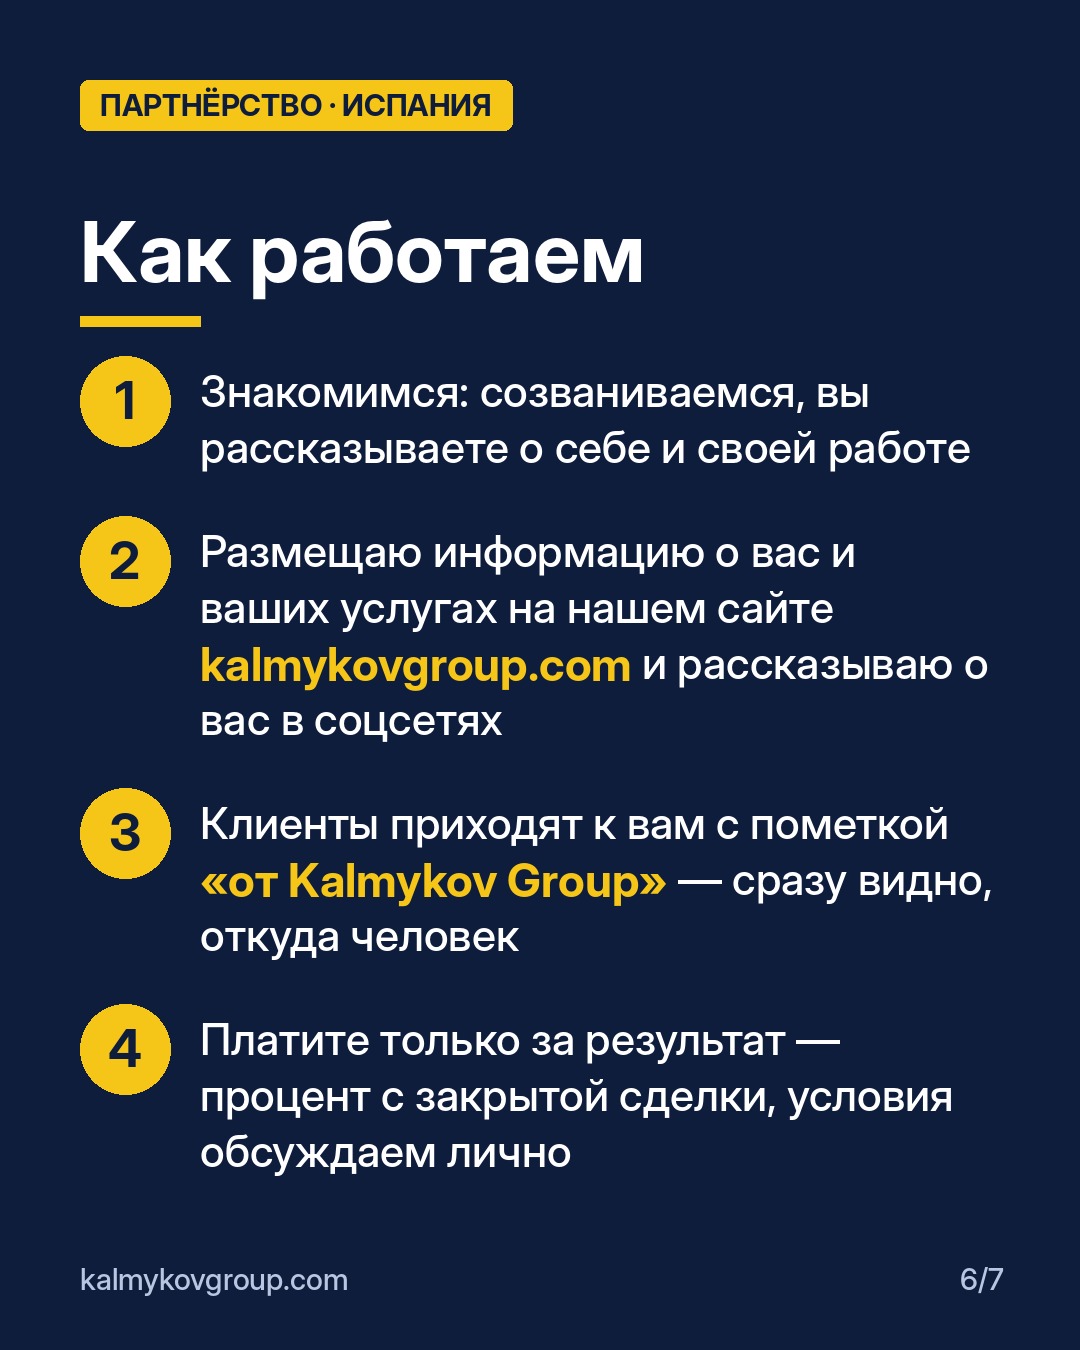 ПАРТНЁРСТВО · ИСПАНИЯ
Как работаем
1
Знакомимся: созваниваемся, вы
рассказываете о себе и своей работе
2
Размещаю информацию о вас и
ваших услугах на нашем сайте
kalmykovgroup.com и рассказываю о
вас в соцсетях
3
Клиенты приходят к вам с пометкой
«от Kalmykov Group» — сразу видно,
откуда человек
4
Платите только за результат —
процент с закрытой сделки, условия
обсуждаем лично
kalmykovgroup.com
6/7